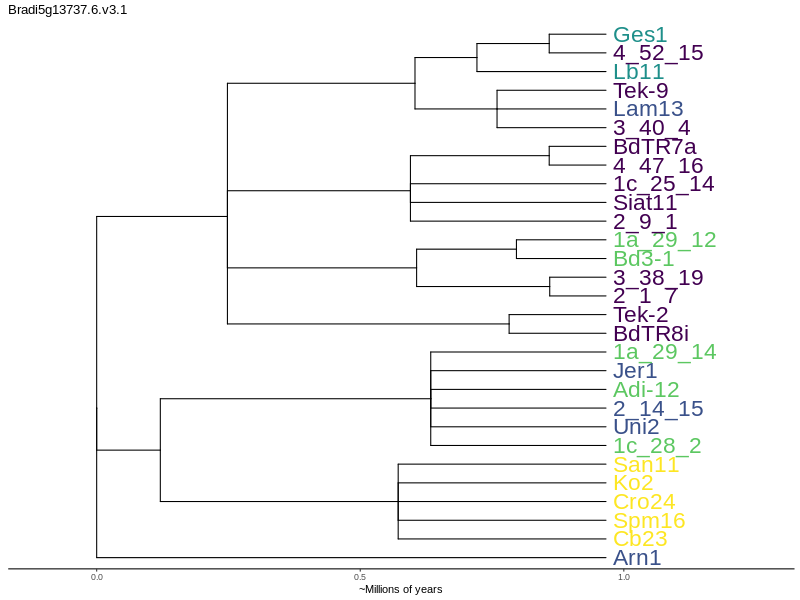 Bradi5g13737.6.v3.1
Ges1
4_52_15
Lb11
Tek-9
Lam13
3_40_4
BdTR7a
4_47_16
1c_25_14
Siat11
2_9_1
1a_29_12
Bd3-1
3_38_19
2_1_7
Tek-2
BdTR8i
1a_29_14
Jer1
Adi-12
2_14_15
Uni2
1c_28_2
San11
Ko2
Cro24
Spm16
Cb23
Arn1
0.0 0.5 1.0
~Millions of years